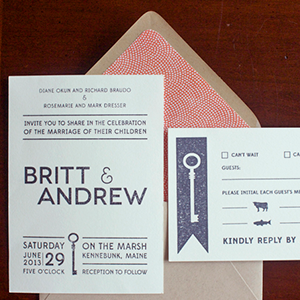 DIANE OKUN AND RICHARD BRAUDO
&
ROSEMARIE AND MARK DRESSER
INVITE YOU TO SHARE IN THE CELEBRATION
OF THE MARRIAGE OF THEIR CHILDREN
BRITT &
ANDREW
SATURDAY
JUNE
2013
29
FIVE O'CLOCK
ON THE MARSH
KENNEBUNK, MAINE
RECEPTION TO FOLLOW
CAN'T WAIT
CA
GUESTS:
PLEASE INITIAL EACH GUEST'S ME
KINDLY REPLY BY